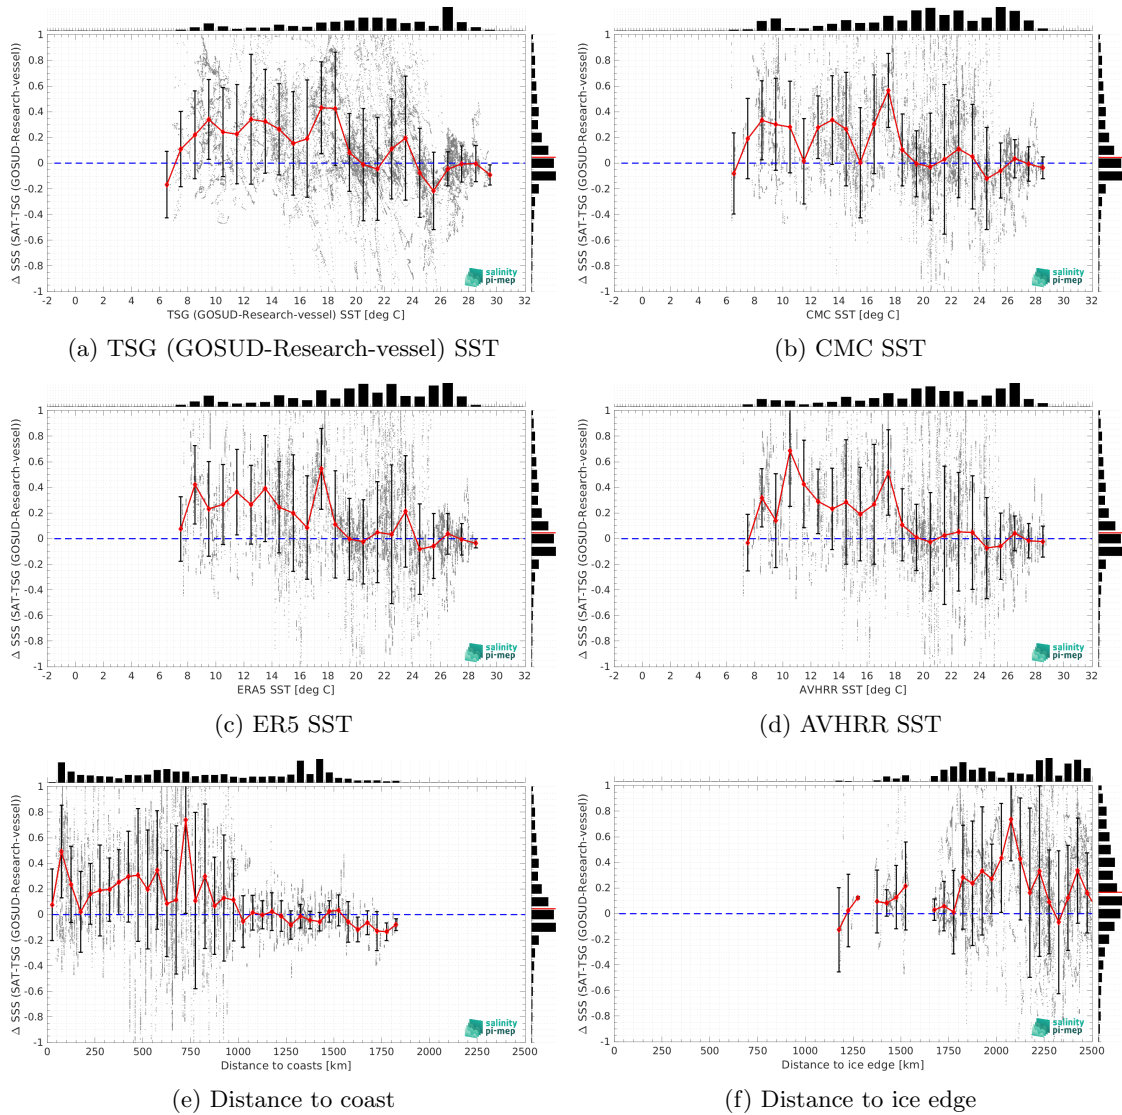 Δ SSS (SAT-TSG (GOSUD-Research-vessel))
1
0.8
0.6
0.4
0.2
0
-0.2
-0.4
-0.6
-0.8
-1
salinity
pi-mep
-2 0 2 4 6 8 10 12 14 16 18 20 22 24 26 28 30 32
TSG (GOSUD-Research-vessel) SST [deg C]
(a) TSG (GOSUD-Research-vessel) SST
Δ SSS (SAT-TSG (GOSUD-Research-vessel))
1
0.8
0.6
0.4
0.2
0
-0.2
-0.4
-0.6
-0.8
-1
salinity
pi-mep
-2 0 2 4 6 8 10 12 14 16 18 20 22 24 26 28 30 32
CMC SST [deg C]
(b) CMC SST
Δ SSS (SAT-TSG (GOSUD-Research-vessel))
1
0.8
0.6
0.4
0.2
0
-0.2
-0.4
-0.6
-0.8
-1
salinity
pi-mep
-2 0 2 4 6 8 10 12 14 16 18 20 22 24 26 28 30 32
ERA5 SST [deg C]
(c) ER5 SST
Δ SSS (SAT-TSG (GOSUD-Research-vessel))
1
0.8
0.6
0.4
0.2
0
-0.2
-0.4
-0.6
-0.8
-1
salinity
pi-mep
-2 0 2 4 6 8 10 12 14 16 18 20 22 24 26 28 30 32
AVHRR SST [deg C]
(d) AVHRR SST
Δ SSS (SAT-TSG (GOSUD-Research-vessel))
1
0.8
0.6
0.4
0.2
0
-0.2
-0.4
-0.6
-0.8
-1
salinity
pi-mep
0 250 500 750 1000 1250 1500 1750 2000 2250 2500
Distance to coasts [km]
(e) Distance to coast
Δ SSS (SAT-TSG (GOSUD-Research-vessel))
1
0.8
0.6
0.4
0.2
0
-0.2
-0.4
-0.6
-0.8
-1
salinity
pi-mep
0 250 500 750 1000 1250 1500 1750 2000 2250 2500
Distance to ice edge [km]
(f) Distance to ice edge